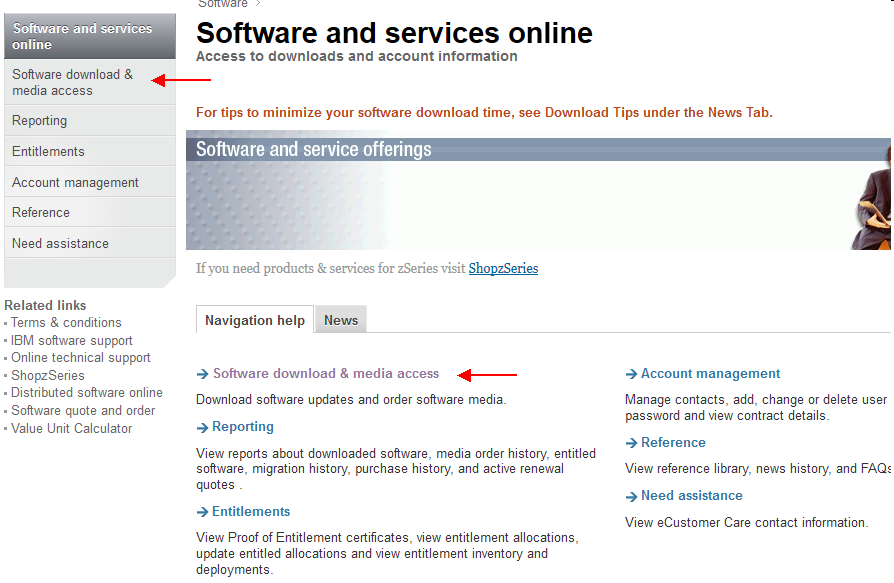 Software
Software and services online
Access to downloads and account information
Software and services
online
Software download &
media access
Reporting
Entitlements
Account management
Reference
Need assistance
Related links
Terms & conditions
IBM software support
Online technical support
ShopzSeries
Distributed software online
Software quote and order
Value Unit Calculator
For tips to minimize your software download time, see Download Tips under the News Tab.
Software and service offerings
If you need products & services for zSeries visit ShopzSeries
Navigation help
News
Software download & media access
Download software updates and order software media.
Reporting
View reports about downloaded software, media order history, entitled
software, migration history, purchase history, and active renewal
quotes .
Entitlements
View Proof of Entitlement certificates, view entitlement allocations,
update entitled allocations and view entitlement inventory and
deployments.
Account management
Manage contacts, add, change or delete user
password and view contract details.
Reference
View reference library, news history, and FAQs
Need assistance
View eCustomer Care contact information.